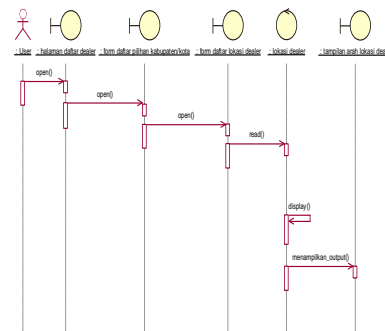 : User
: halaman daftar dealer
: form daftar pilihan kabupaten/kota
: form daftar lokasi dealer
: lokasi dealer
: tampilan arah lokasi deal
open()
open()
open()
read()
display()
menampilkan_output()